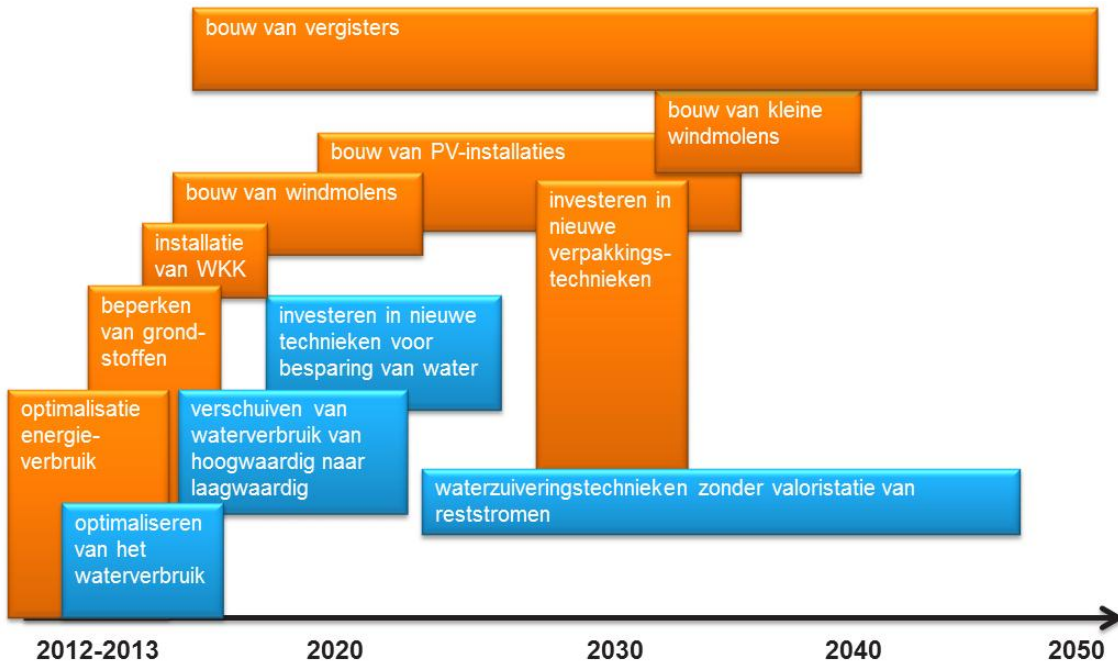 bouw van vergisters
bouw van kleine
windmolens
bouw van PV-installaties
bouw van windmolens
investeren in
nieuwe
verpakkings-
technieken
installatie
van WKK
beperken
van grond-
stoffen
investeren in nieuwe
technieken voor
besparing van water
optimalisatie
energie-
verbruik
verschuiven van
waterverbruik van
hoogwaardig naar
laagwaardig
waterzuiveringstechnieken zonder valoristatie van
reststromen
optimaliseren
van het
waterverbruik
2012-2013 2020 2030 2040 2050